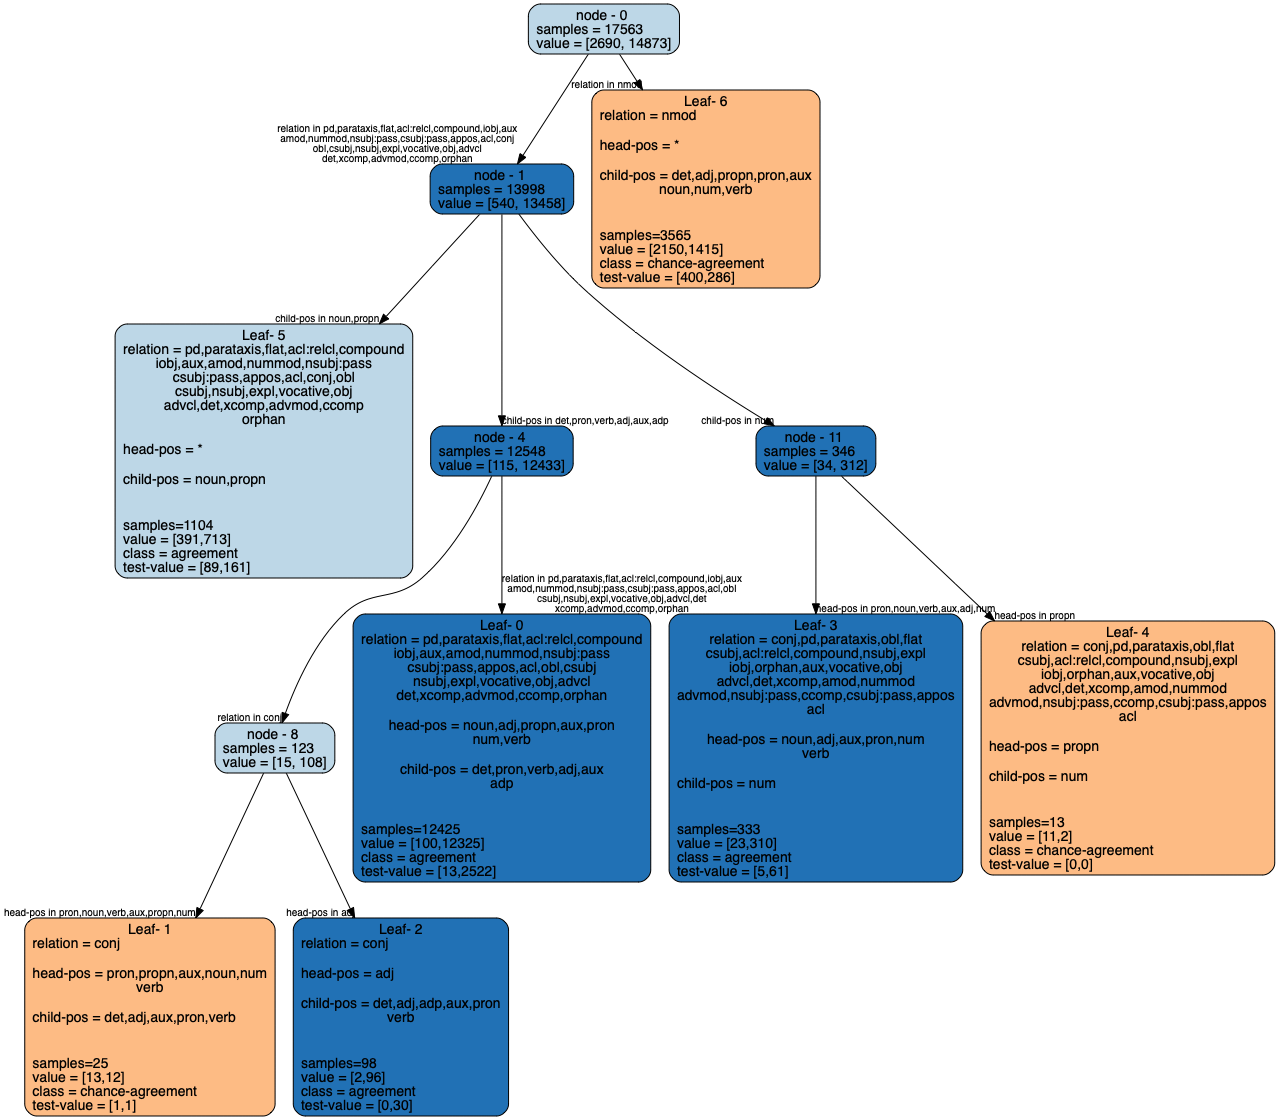 node - 0
samples = 17563
value = [2690, 14873]
relation in nmod
Leaf- 6
relation = nmod
head-pos = *
child-pos = det,adj,propn,pron,aux
noun,num,verb
samples=3565
value = [2150,1415]
class = chance-agreement
test-value = [400,286]
relation in pd,parataxis,flat,acl:relcl,compound,iobj,aux
amod,nummod,nsubj:pass,csubj:pass,appos,acl,conj
obl,csubj,nsubj,expl,vocative,obj,advcl
det,xcomp,advmod,ccomp,orphan
node - 1
samples = 13998
value = [540, 13458]
child-pos in noun,propn
Leaf- 5
relation = pd,parataxis,flat,acl:relcl,compound
iobj,aux,amod,nummod,nsubj:pass
csubj:pass,appos,acl,conj,obl
csubj,nsubj,expl,vocative,obj
advcl,det,xcomp,advmod,ccomp
orphan
head-pos = *
child-pos = noun,propn
samples=1104
value = [391,713]
class = agreement
test-value = [89,161]
child-pos in det,pron,verb,adj,aux,adp
node - 4
samples = 12548
value = [115, 12433]
child-pos in num
node - 11
samples = 346
value = [34, 312]
relation in pd,parataxis,flat,acl:relcl,compound,iobj,aux
amod,nummod,nsubj:pass,csubj:pass,appos,acl,obl
csubj,nsubj,expl,vocative,obj,advcl,det
xcomp,advmod,ccomp,orphan
Leaf- 0
relation = pd,parataxis,flat,acl:relcl,compound
iobj,aux,amod,nummod,nsubj:pass
csubj:pass,appos,acl,obl,csubj
nsubj,expl,vocative,obj,advcl
det,xcomp,advmod,ccomp,orphan
head-pos = noun,adj,propn,aux,pron
num,verb
child-pos = det,pron,verb,adj,aux
adp
samples=12425
value = [100,12325]
class = agreement
test-value = [13,2522]
head-pos in pron,noun,verb,aux,adj,num
Leaf- 3
relation = conj,pd,parataxis,obl,flat
csubj,acl:relcl,compound,nsubj,expl
iobj,orphan,aux,vocative,obj
advcl,det,xcomp,amod,nummod
advmod,nsubj:pass,ccomp,csubj:pass,appos
acl
head-pos = noun,adj,aux,pron,num
verb
child-pos = num
samples=333
value = [23,310]
class = agreement
test-value = [5,61]
head-pos in propn
Leaf- 4
relation = conj,pd,parataxis,obl,flat
csubj,acl:relcl,compound,nsubj,expl
iobj,orphan,aux,vocative,obj
advcl,det,xcomp,amod,nummod
advmod,nsubj:pass,ccomp,csubj:pass,appos
acl
head-pos = propn
child-pos = num
samples=13
value = [11,2]
class = chance-agreement
test-value = [0,0]
relation in conj
node - 8
samples = 123
value = [15, 108]
head-pos in pron,noun,verb,aux,propn,num
Leaf- 1
relation = conj
head-pos = pron,propn,aux,noun,num
verb
child-pos = det,adj,aux,pron,verb
samples=25
value = [13,12]
class = chance-agreement
test-value = [1,1]
head-pos in adj
Leaf- 2
relation = conj
head-pos = adj
child-pos = det,adj,adp,aux,pron
verb
samples=98
value = [2,96]
class = agreement
test-value = [0,30]